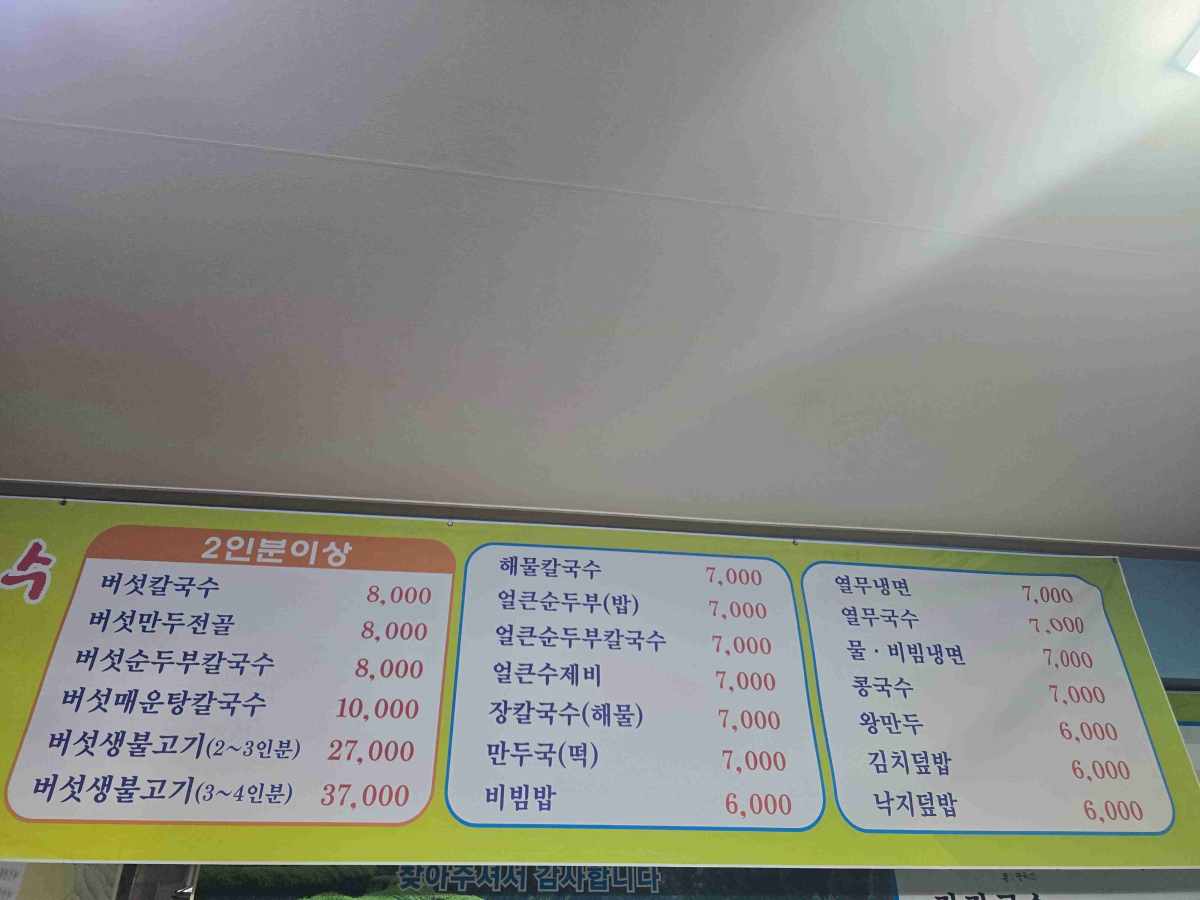 수
2인분이상
버섯칼국수 8,000
버섯만두전골 8,000
버섯순두부칼국수 8,000
버섯매운탕칼국수 10,000
버섯생불고기(2~3인분) 27,000
버섯생불고기(3~4인분) 37,000
해물칼국수 7,000
얼큰순두부(밥) 7,000
얼큰순두부칼국수 7,000
얼큰수제비 7,000
장칼국수(해물) 7,000
만두국(떡) 7,000
비빔밥 6,000
열무냉면 7,000
열무국수 7,000
물·비빔냉면 7,000
콩국수 7,000
왕만두 6,000
김치덮밥 6,000
낙지덮밥 6,000
찾아주셔서 감사합니다